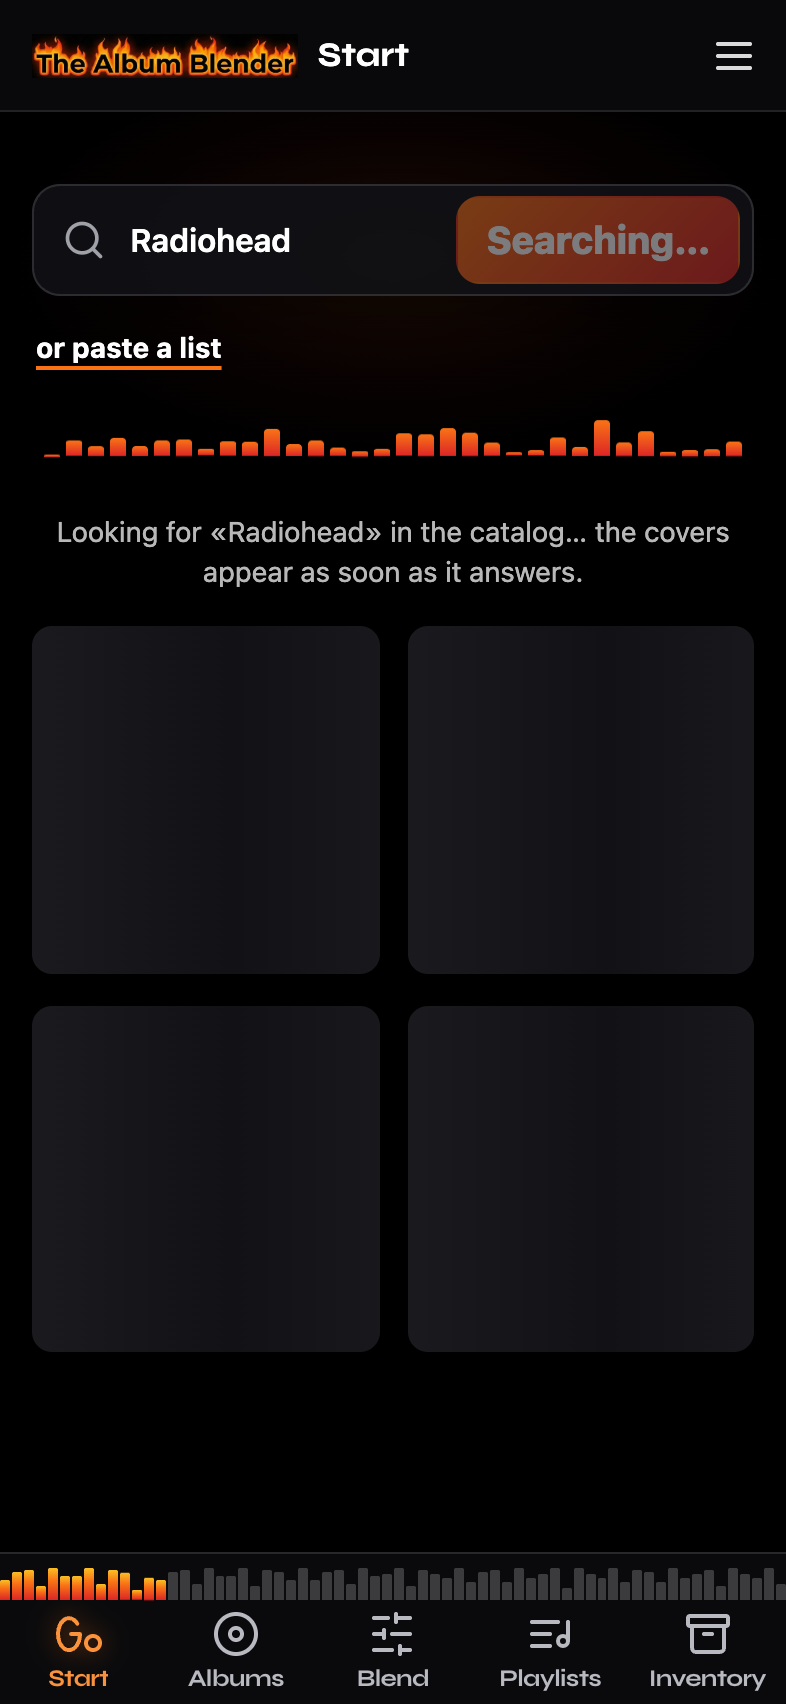 The Album Blender Start
Radiohead Searching...
or paste a list
Looking for «Radiohead» in the catalog... the covers
appear as soon as it answers.
Go
Start Albums Blend Playlists Inventory